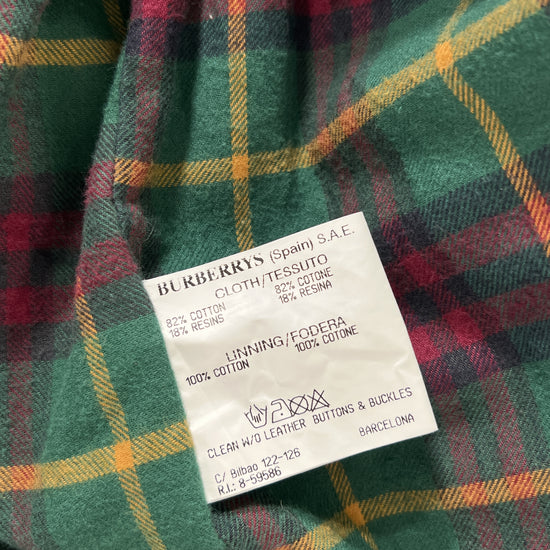 BURBERRYS (Spain) S.A.E.
CLOTH/TESSUTO
82% COTTON 82% COTONE
18% RESINS 18% RESINA
LINNING/FODERA
100% COTTON 100% COTONE
CLEAN W/O LEATHER BUTTONS & BUCKLES
C/ Bilbao 122-126 BARCELONA
R.I.: 8-59586